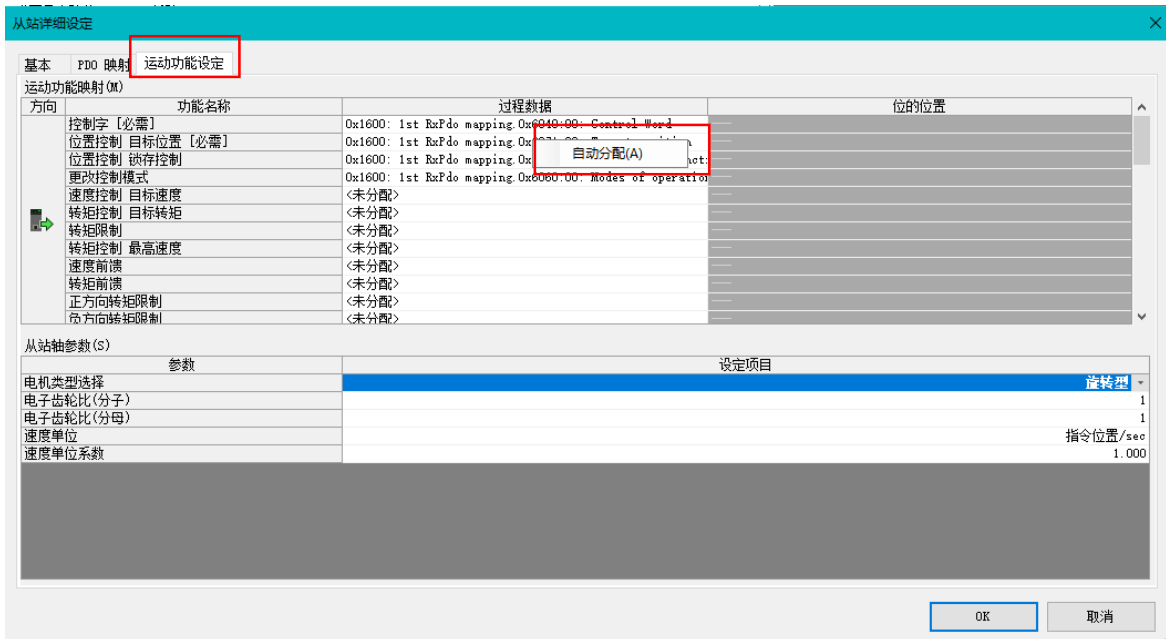 从站详细设定
基本 PDO 映射 运动功能设定
运动功能映射(M)
方向 功能名称 过程数据 位的位置
控制字 [必需] 0x1600: 1st RxPdo mapping.0x6040:00: Control Word
位置控制 目标位置 [必需] 0x1600: 1st RxPdo mapping.0x
位置控制 锁存控制 0x1600: 1st RxPdo mapping.0x
自动分配(A)
更改控制模式 0x1600: 1st RxPdo mapping.0x6060:00: Modes of operation
速度控制 目标速度 <未分配>
转矩控制 目标转矩 <未分配>
转矩限制 <未分配>
转矩控制 最高速度 <未分配>
速度前馈 <未分配>
转矩前馈 <未分配>
正方向转矩限制 <未分配>
负方向转矩限制 <未分配>
从站轴参数(S)
参数 设定项目
电机类型选择 旋转型
电子齿轮比(分子) 1
电子齿轮比(分母) 1
速度单位 指令位置/sec
速度单位系数 1.000
OK 取消